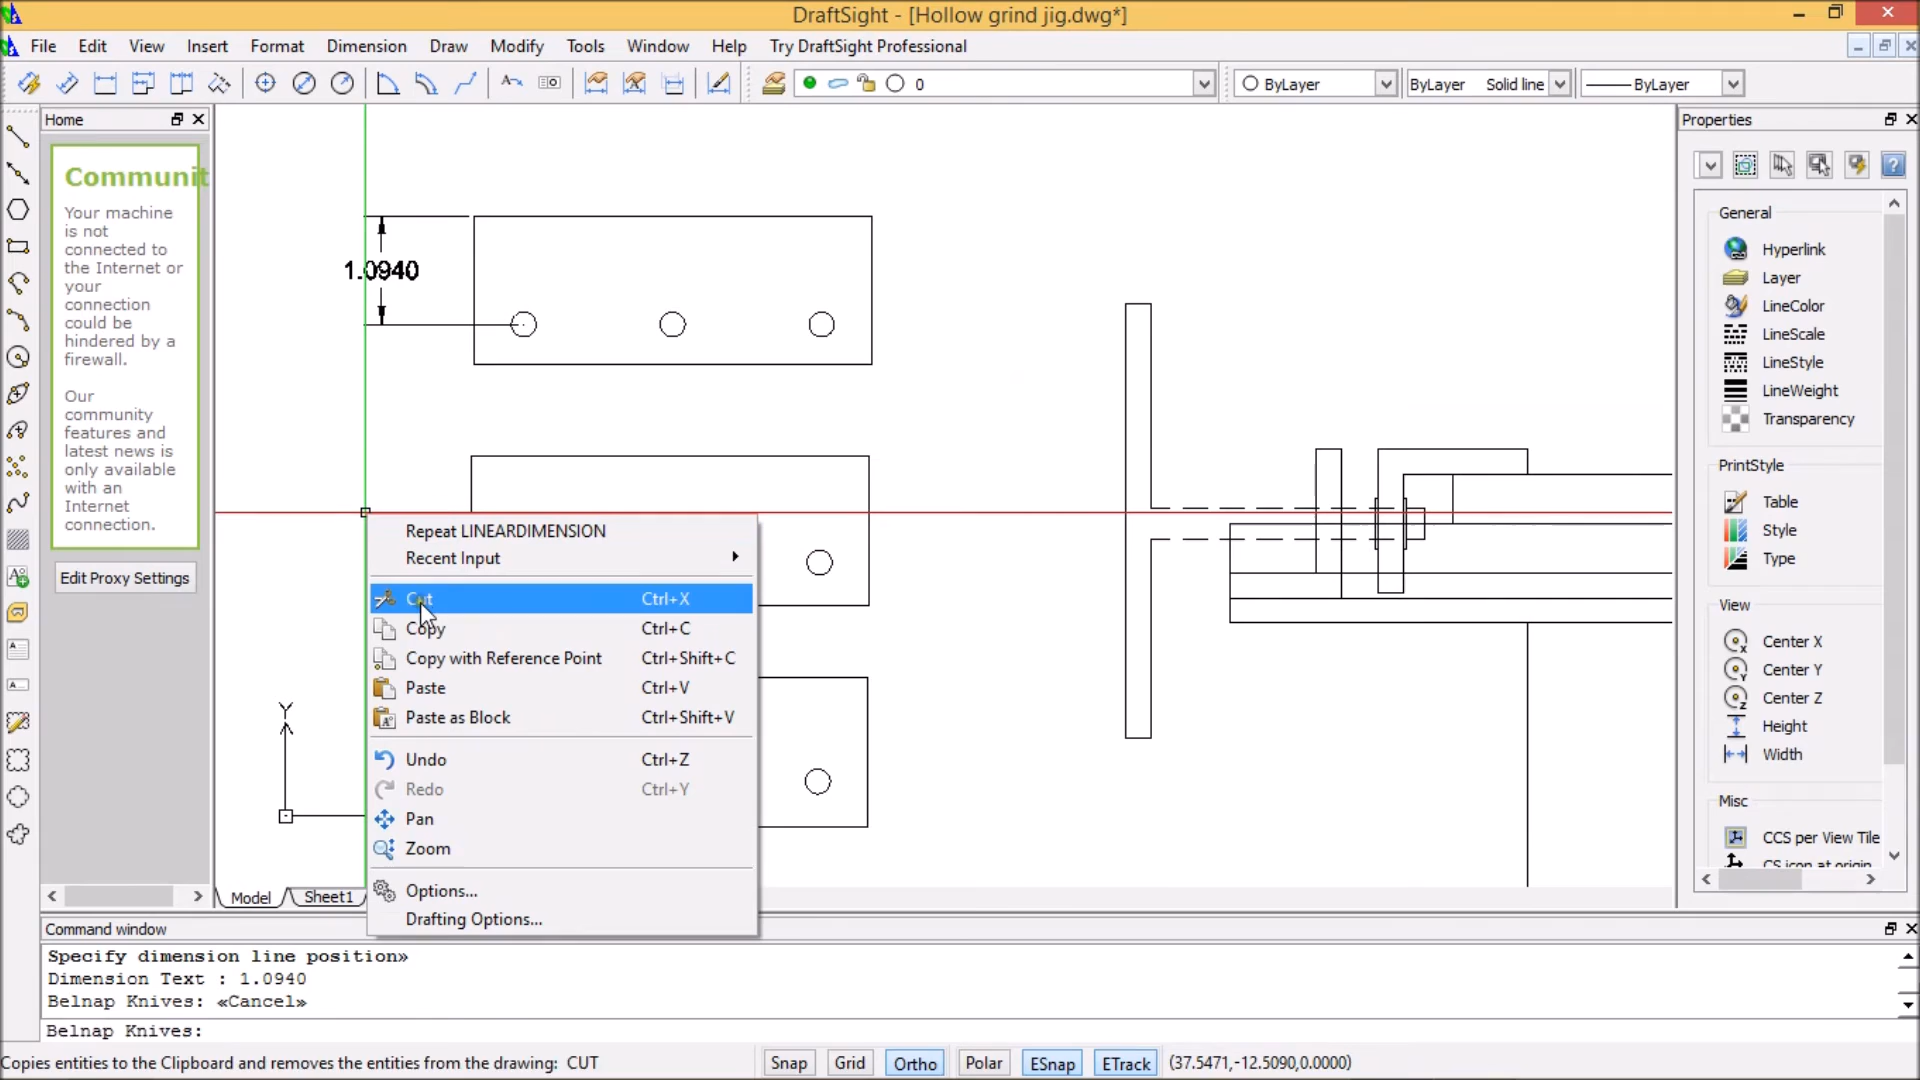 DraftSight - [Hollow grind jig.dwg*]
File Edit View Insert Format Dimension Draw Modify Tools Window Help Try DraftSight Professional
0 ByLayer ByLayer Solid line ByLayer
Home
Communit
Your machine
is not
connected to
the Internet or
your
connection
could be
hindered by a
firewall.
Our
community
features and
latest news is
only available
with an
Internet
connection.
Edit Proxy Settings
1.0940
Y
Repeat LINEARDIMENSION
Recent Input
Cut Ctrl+X
Copy Ctrl+C
Copy with Reference Point Ctrl+Shift+C
Paste Ctrl+V
Paste as Block Ctrl+Shift+V
Undo Ctrl+Z
Redo Ctrl+Y
Pan
Zoom
Options...
Drafting Options...
Model Sheet1
Properties
General
Hyperlink
Layer
LineColor
LineScale
LineStyle
LineWeight
Transparency
PrintStyle
Table
Style
Type
View
Center X
Center Y
Center Z
Height
Width
Misc
CCS per View Tile
CS icon at origin
Command window
Specify dimension line position»
Dimension Text : 1.0940
Belnap Knives: «Cancel»
Belnap Knives:
Copies entities to the Clipboard and removes the entities from the drawing: CUT
Snap Grid Ortho Polar ESnap ETrack (37.5471,-12.5090,0.0000)